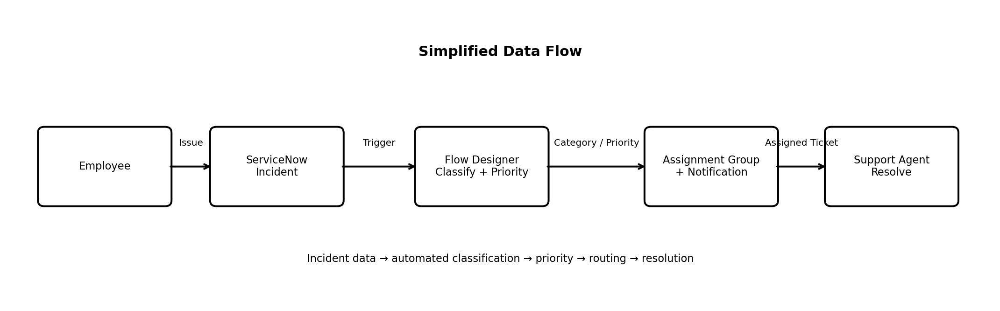 Simplified Data Flow
Employee
Issue
ServiceNow
Incident
Trigger
Flow Designer
Classify + Priority
Category / Priority
Assignment Group
+ Notification
Assigned Ticket
Support Agent
Resolve
Incident data → automated classification → priority → routing → resolution